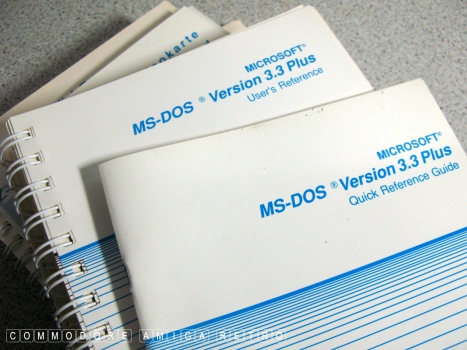 okarte
MICROSOFT®
MS-DOS ® Version 3.3 Plus
User's Reference
MICROSOFT®
MS-DOS ® Version 3.3 Plus
Quick Reference Guide
COMMODORE AMIGA RETRO